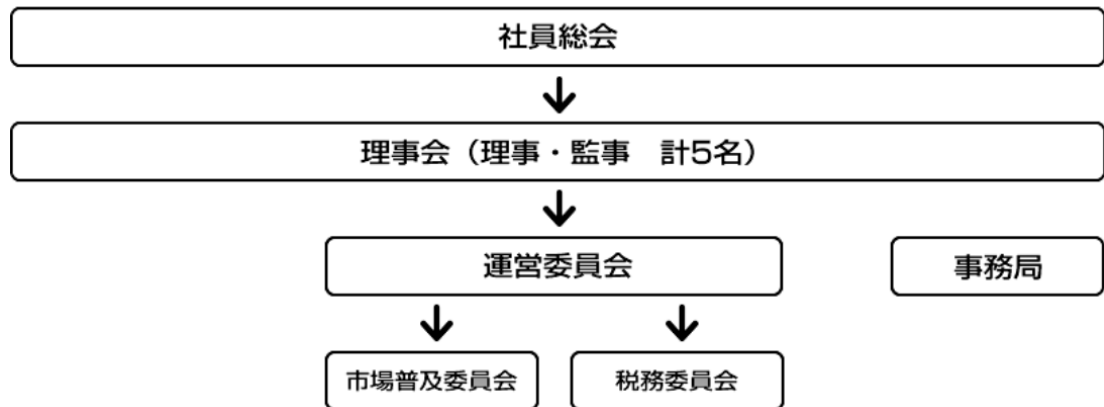 社員総会
理事会（理事・監事　計5名）
運営委員会
事務局
市場普及委員会
税務委員会